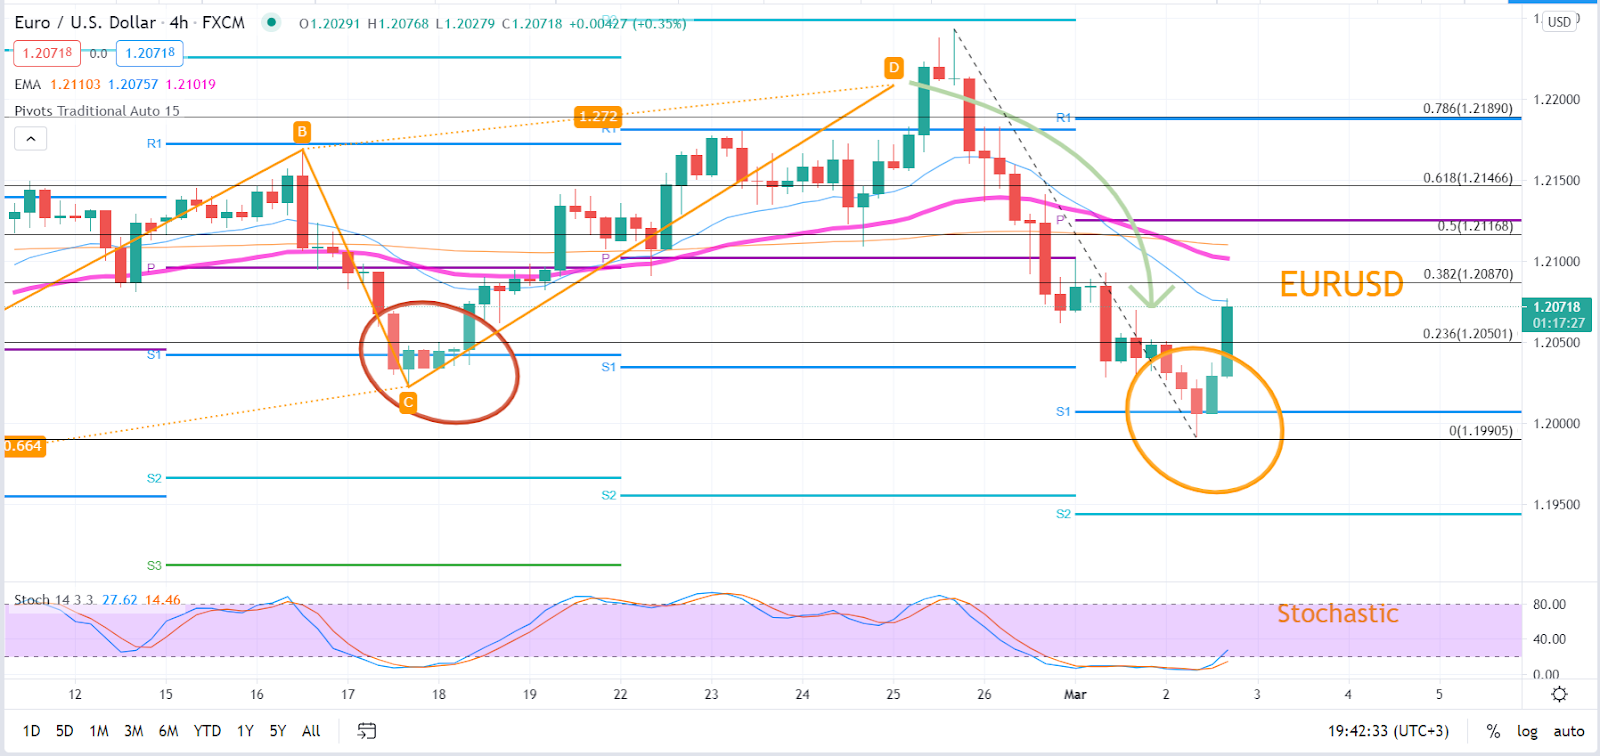 Euro / U.S. Dollar · 4h · FXCM O1.20291 H1.20768 L1.20279 C1.20718 +0.00427 (+0.35%)
1.20718 0.0 1.20718
EMA 1.21103 1.20757 1.21019
Pivots Traditional Auto 15
USD
D
1.272
B
R1
R1
R1
P
P
P
S1
S1
S1
C
0.664
S2
S2
S2
S3
0.786(1.21890)
0.618(1.21466)
0.5(1.21168)
0.382(1.20870)
0.236(1.20501)
0(1.19905)
EURUSD
1.22000
1.21500
1.21000
1.20718
01:17:27
1.20500
1.20000
1.19500
Stoch 14 3 3 27.62 14.46
Stochastic
80.00
40.00
0.00
12 15 16 17 18 19 22 23 24 25 26 Mar 2 3 4 5
1D 5D 1M 3M 6M YTD 1Y 5Y All 19:42:33 (UTC+3) % log auto